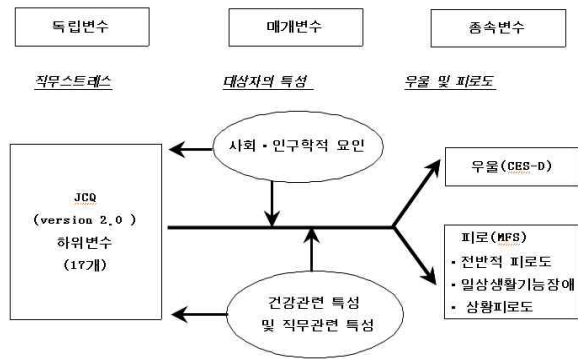 독립변수
매개변수
종속변수
직무스트레스
대상자의 특성
우울 및 피로도
사회·인구학적 요인
JCQ
(version 2.0 )
하위변수
(17개)
우울(CES-D)
피로(MFS)
· 전반적 피로도
· 일상생활기능장애
· 상황피로도
건강관련 특성
및 직무관련 특성